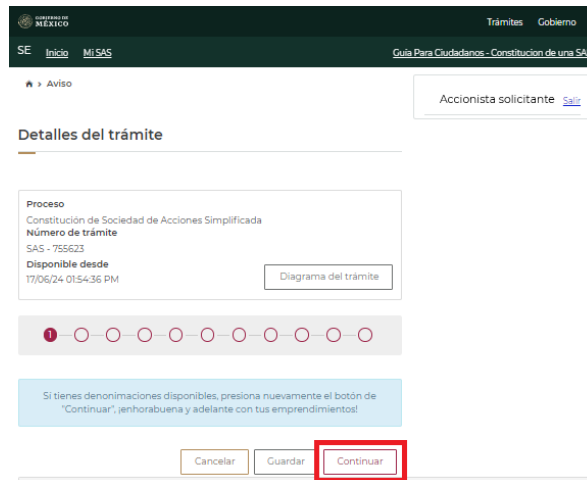 GOBIERNO DE
MÉXICO
Trámites Gobierno
SE Inicio Mi SAS
Guía Para Ciudadanos - Constitucion de una SA
> Aviso
Accionista solicitante Salir
Detalles del trámite
Proceso
Constitución de Sociedad de Acciones Simplificada
Número de trámite
SAS - 755623
Disponible desde
17/06/24 01:54:36 PM
Diagrama del trámite
1
Si tienes denonimaciones disponibles, presiona nuevamente el botón de
"Continuar", ¡enhorabuena y adelante con tus emprendimientos!
Cancelar Guardar Continuar